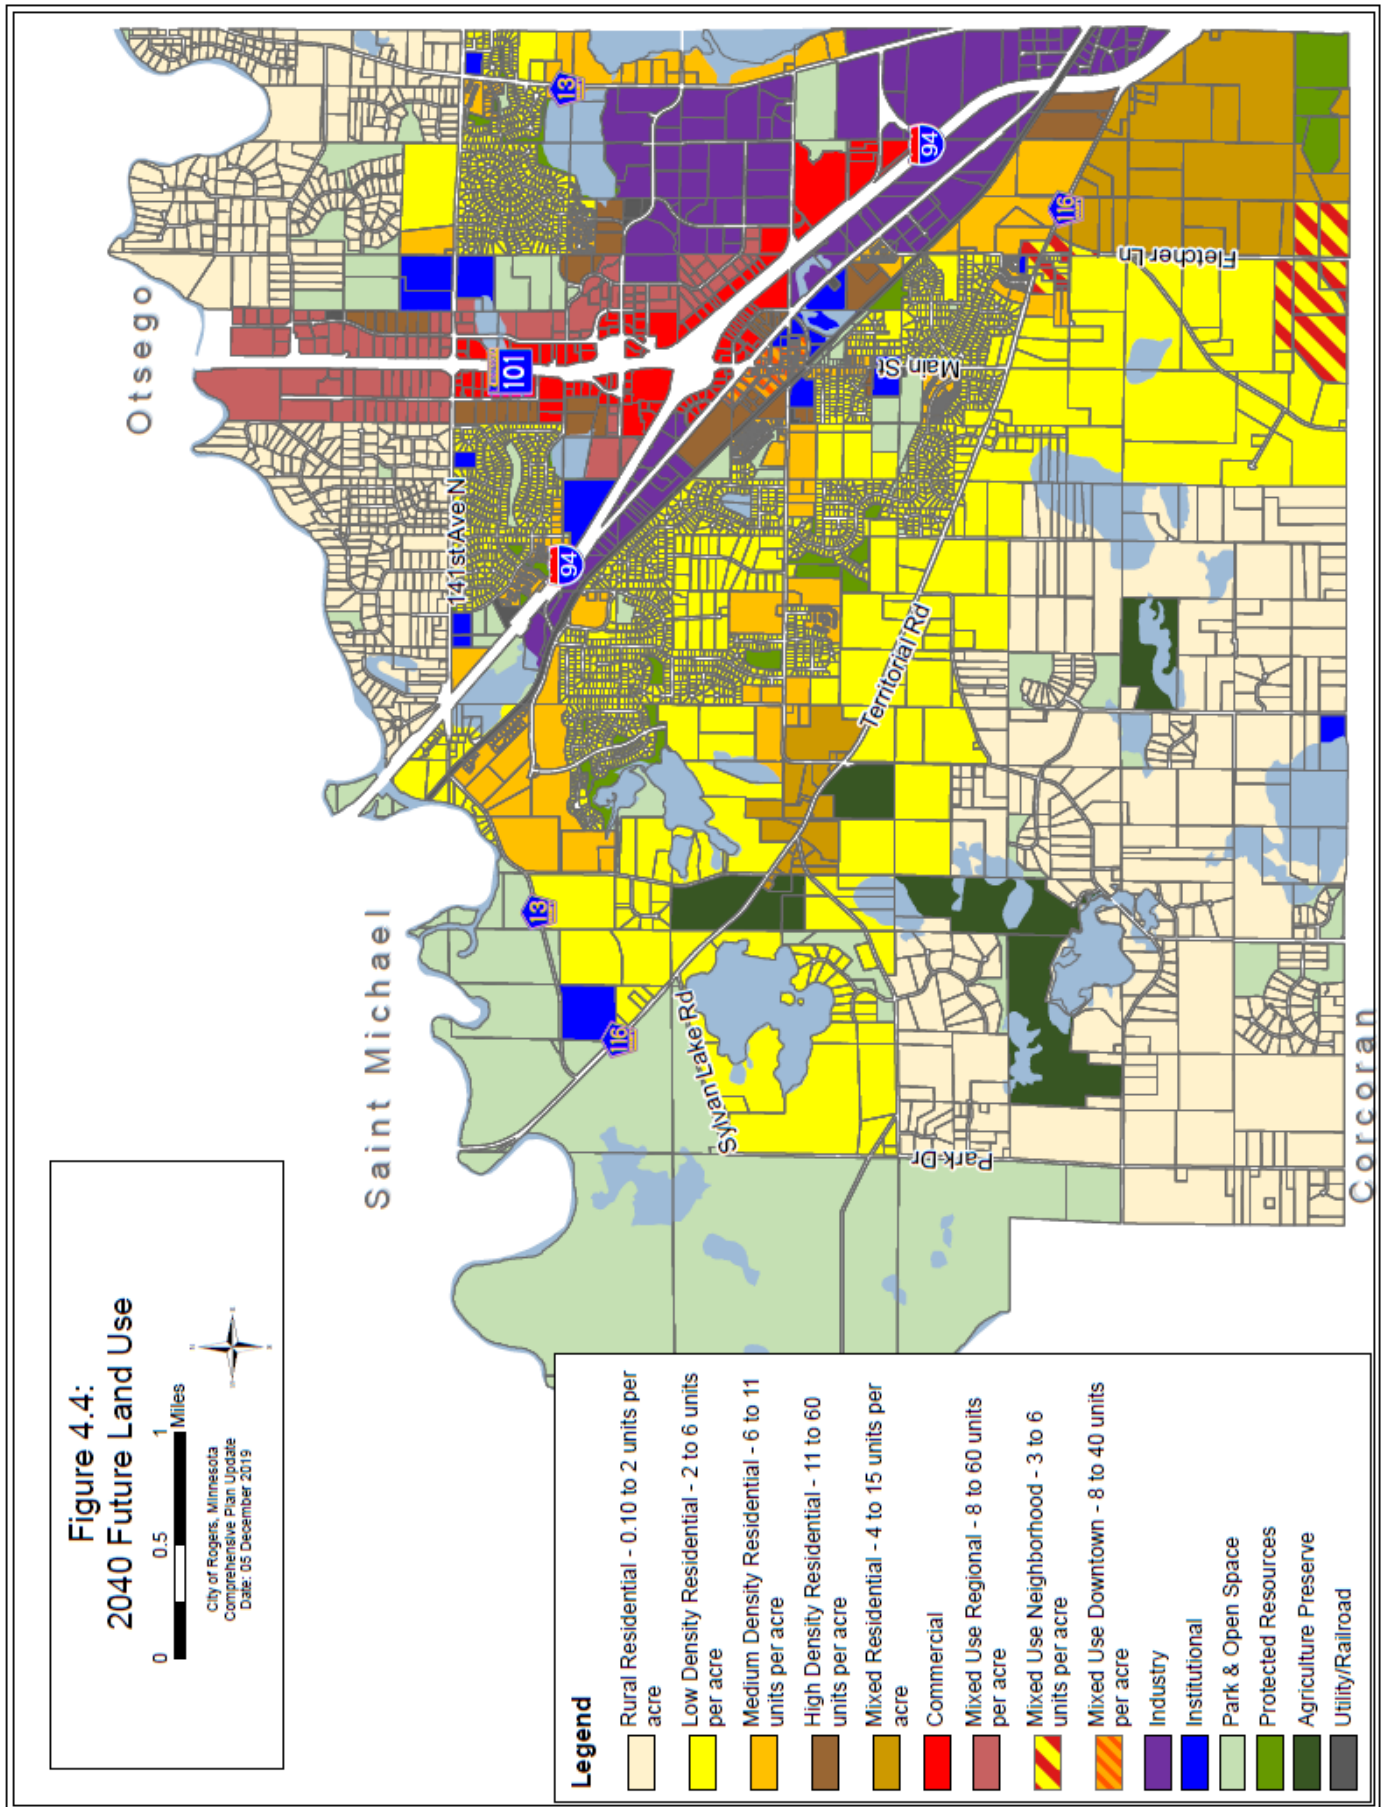 Figure 4.4:
2040 Future Land Use
0 0.5 1
Miles
City of Rogers, Minnesota
Comprehensive Plan Update
Date: 05 December 2019
Otsego
Saint Michael
Corcoran
141st Ave N
Main St
Fletcher Ln
Territorial Rd
Sylvan Lake Rd
Park Dr
101
94
94
13
13
116
116
Legend
Rural Residential - 0.10 to 2 units per
acre
Low Density Residential - 2 to 6 units
per acre
Medium Density Residential - 6 to 11
units per acre
High Density Residential - 11 to 60
units per acre
Mixed Residential - 4 to 15 units per
acre
Commercial
Mixed Use Regional - 8 to 60 units
per acre
Mixed Use Neighborhood - 3 to 6
units per acre
Mixed Use Downtown - 8 to 40 units
per acre
Industry
Institutional
Park & Open Space
Protected Resources
Agriculture Preserve
Utility/Railroad